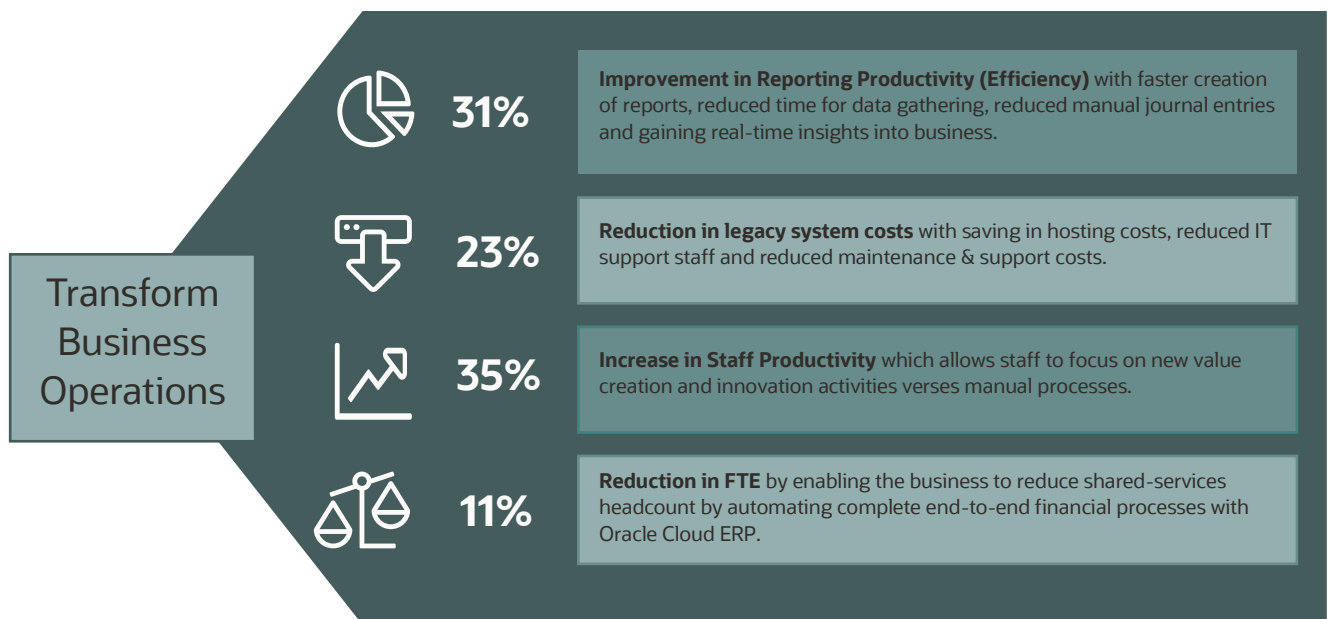 Transform
Business
Operations
31%
Improvement in Reporting Productivity (Efficiency) with faster creation
of reports, reduced time for data gathering, reduced manual journal entries
and gaining real-time insights into business.
23%
Reduction in legacy system costs with saving in hosting costs, reduced IT
support staff and reduced maintenance & support costs.
35%
Increase in Staff Productivity which allows staff to focus on new value
creation and innovation activities verses manual processes.
11%
Reduction in FTE by enabling the business to reduce shared-services
headcount by automating complete end-to-end financial processes with
Oracle Cloud ERP.